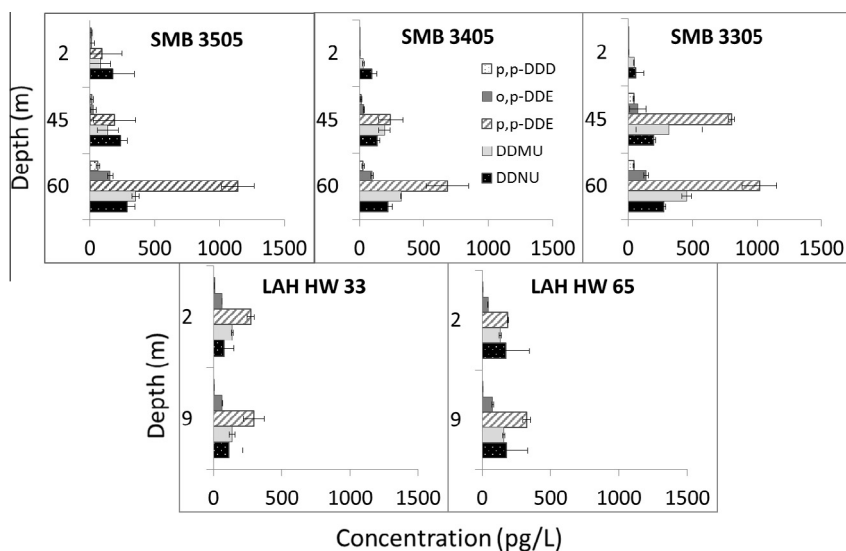 SMB 3505
SMB 3405
SMB 3305
2
45
60
2
45
60
2
45
60
p,p-DDD
o,p-DDE
p,p-DDE
DDMU
DDNU
Depth (m)
0 500 1000 1500
0 500 1000 1500
0 500 1000 1500
LAH HW 33
LAH HW 65
2
9
2
9
Depth (m)
0 500 1000 1500
0 500 1000 1500
Concentration (pg/L)